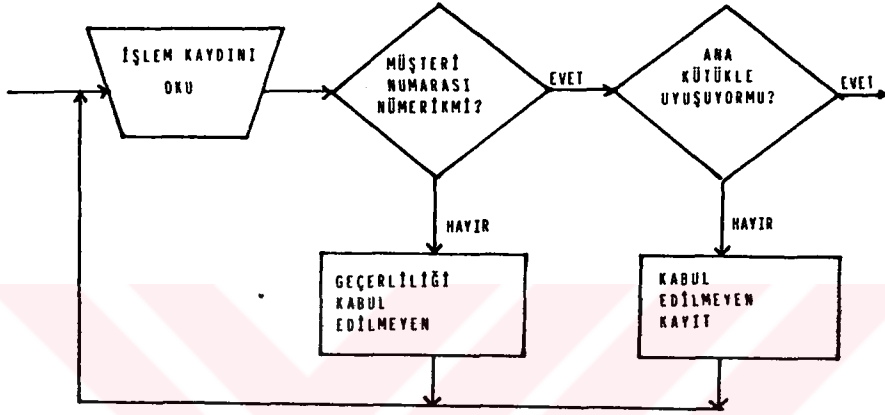 İŞLEM KAYDINI
OKU
MÜŞTERİ
NUMARASI
NÜMERİKMİ?
EVET
ANA
KÜTÜKLE
UYUŞUYORMU?
EVET
HAYIR
HAYIR
GEÇERLİLİĞİ
KABUL
EDİLMEYEN
KABUL
EDİLMEYEN
KAYIT